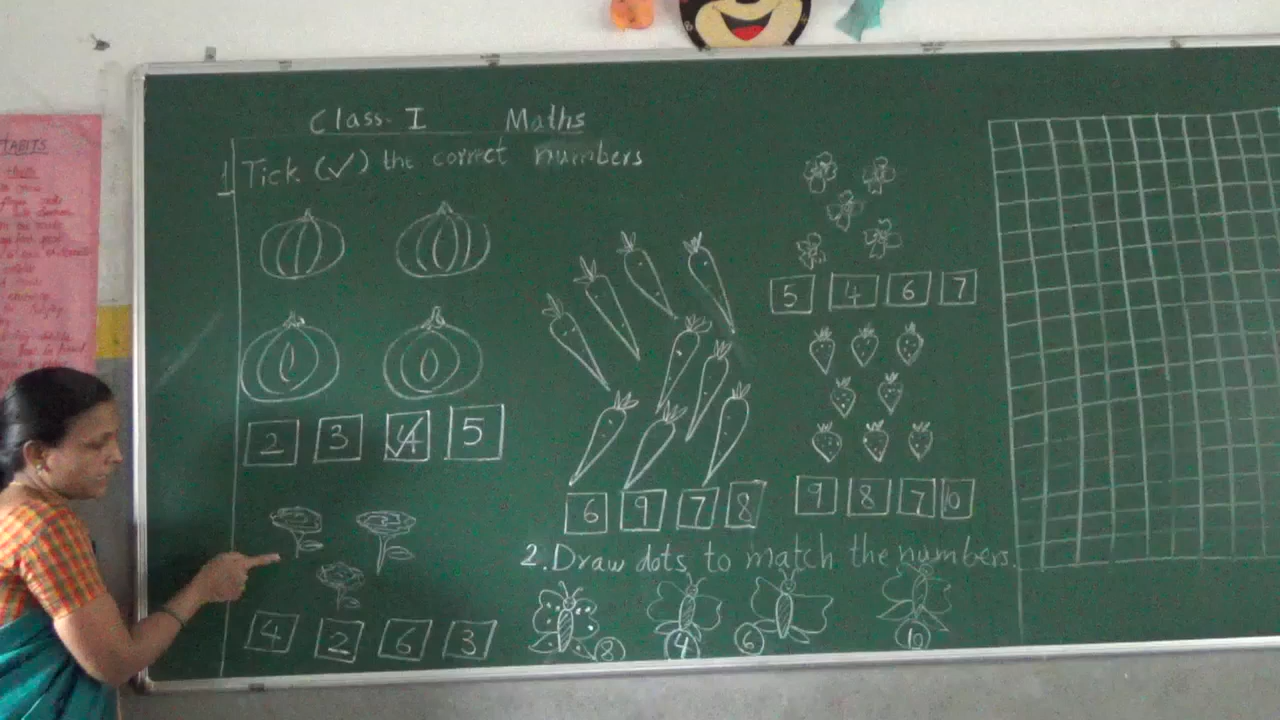 Class-I Maths
1 Tick (✓) the correct numbers
2 3 4 5
4 2 6 3
6 9 7 8
5 4 6 7
9 8 7 10
2. Draw dots to match the numbers.
8 4 6 10
HABITS